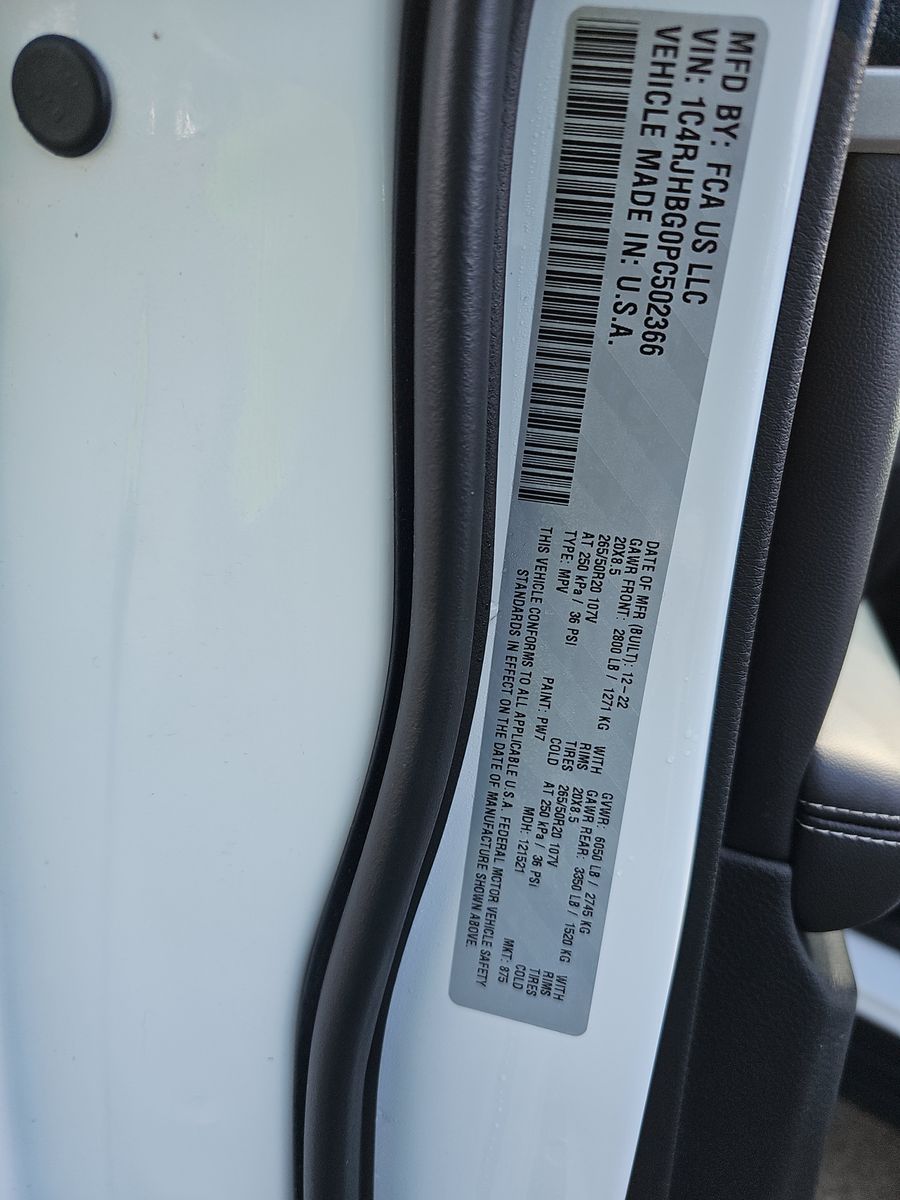 MFD BY: FCA US LLC
VIN: 1C4RJHBG0PC502366
VEHICLE MADE IN: U.S.A.
DATE OF MFR (BUILT): 12-22 GVWR: 6050 LB / 2745 KG
GAWR FRONT: 2800 LB / 1271 KG WITH GAWR REAR: 3350 LB / 1520 KG WITH
20X8.5 RIMS 20X8.5 RIMS
265/50R20 107V TIRES 265/50R20 107V TIRES
AT 250 kPa / 36 PSI COLD AT 250 kPa / 36 PSI COLD
TYPE: MPV PAINT: PW7 MDH: 121521 MKT: 875
THIS VEHICLE CONFORMS TO ALL APPLICABLE U.S.A. FEDERAL MOTOR VEHICLE SAFETY
STANDARDS IN EFFECT ON THE DATE OF MANUFACTURE SHOWN ABOVE.